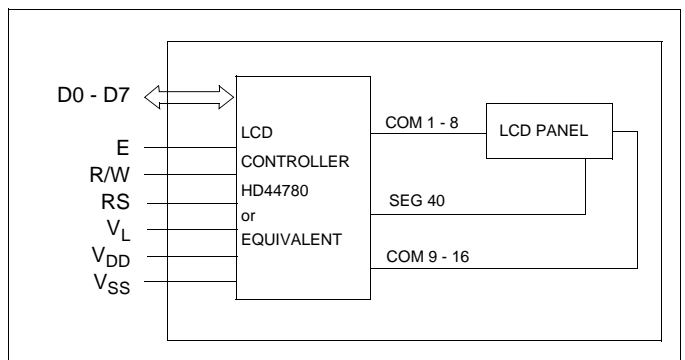 D0 - D7
E
R/W
RS
VL
VDD
VSS
LCD
CONTROLLER
HD44780
or
EQUIVALENT
COM 1 - 8
SEG 40
COM 9 - 16
LCD PANEL